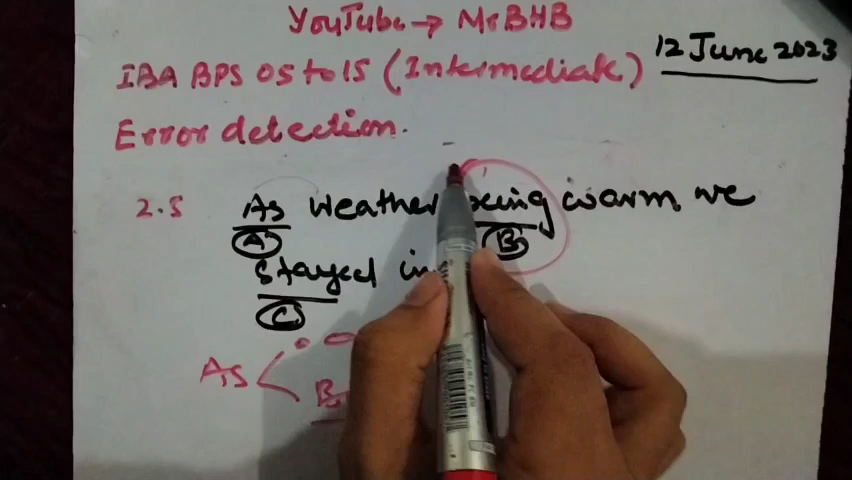 YouTube → MrBHB
12 June 2023
IBA BPS 05 to 15 (Intermediate)
Error detection.
2.5 As weather being warm, we
(A) (B)
stayed in
(C)
As